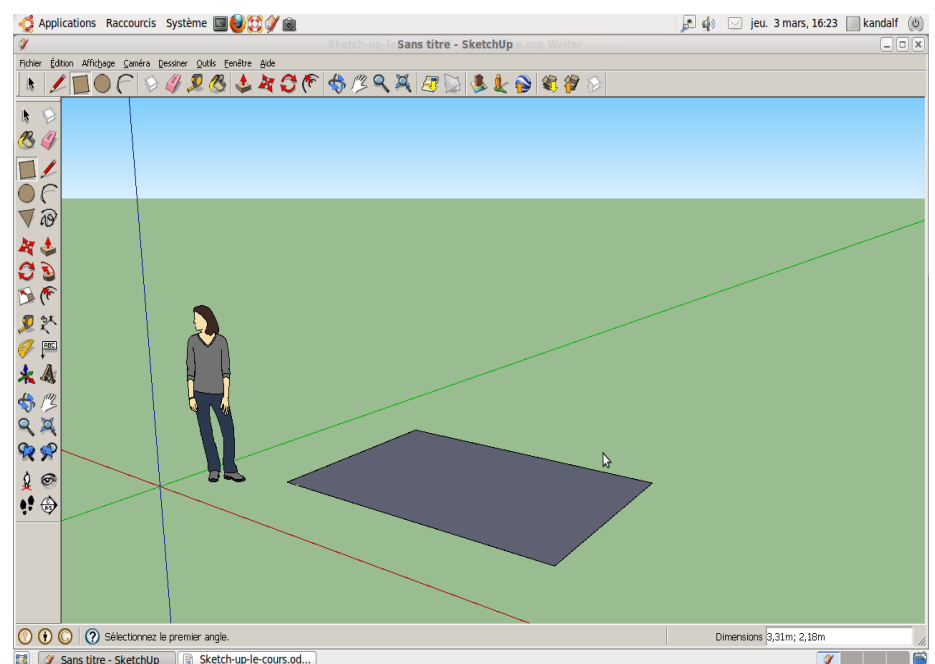 Applications Raccourcis Système jeu. 3 mars, 16:23 kandalf
Sans titre - SketchUp
Fichier Édition Affichage Caméra Dessiner Outils Fenêtre Aide
ABC
Sélectionnez le premier angle. Dimensions 3,31m; 2,18m
Sans titre - SketchUp Sketch-up-le-cours.od...